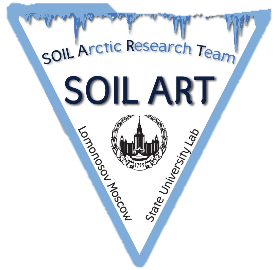 SOIL Arctic Research Team
SOIL ART
Lomonosov Moscow
State University Lab